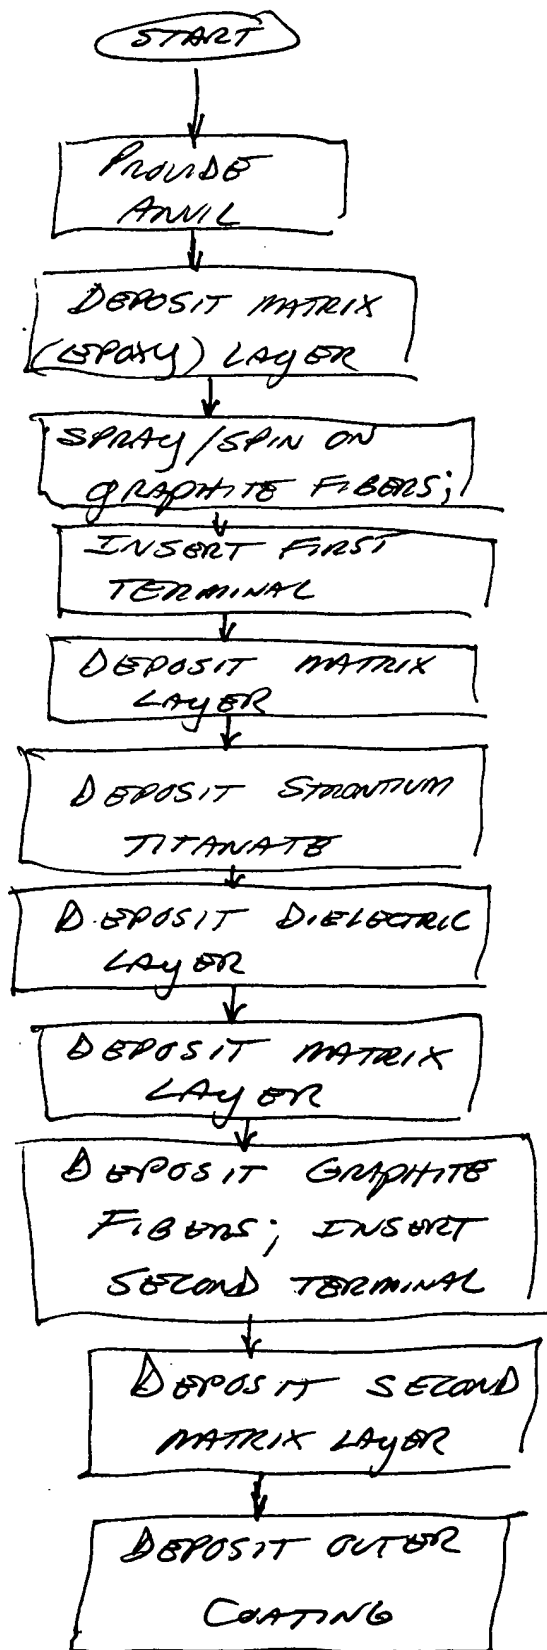 START
PROVIDE
ANVIL
DEPOSIT MATRIX
(EPOXY) LAYER
SPRAY/SPIN ON
GRAPHITE FIBERS;
INSERT FIRST
TERMINAL
DEPOSIT MATRIX
LAYER
DEPOSIT STRONTIUM
TITANATE
DEPOSIT DIELECTRIC
LAYER
DEPOSIT MATRIX
LAYER
DEPOSIT GRAPHITE
FIBERS; INSERT
SECOND TERMINAL
DEPOSIT SECOND
MATRIX LAYER
DEPOSIT OUTER
COATING